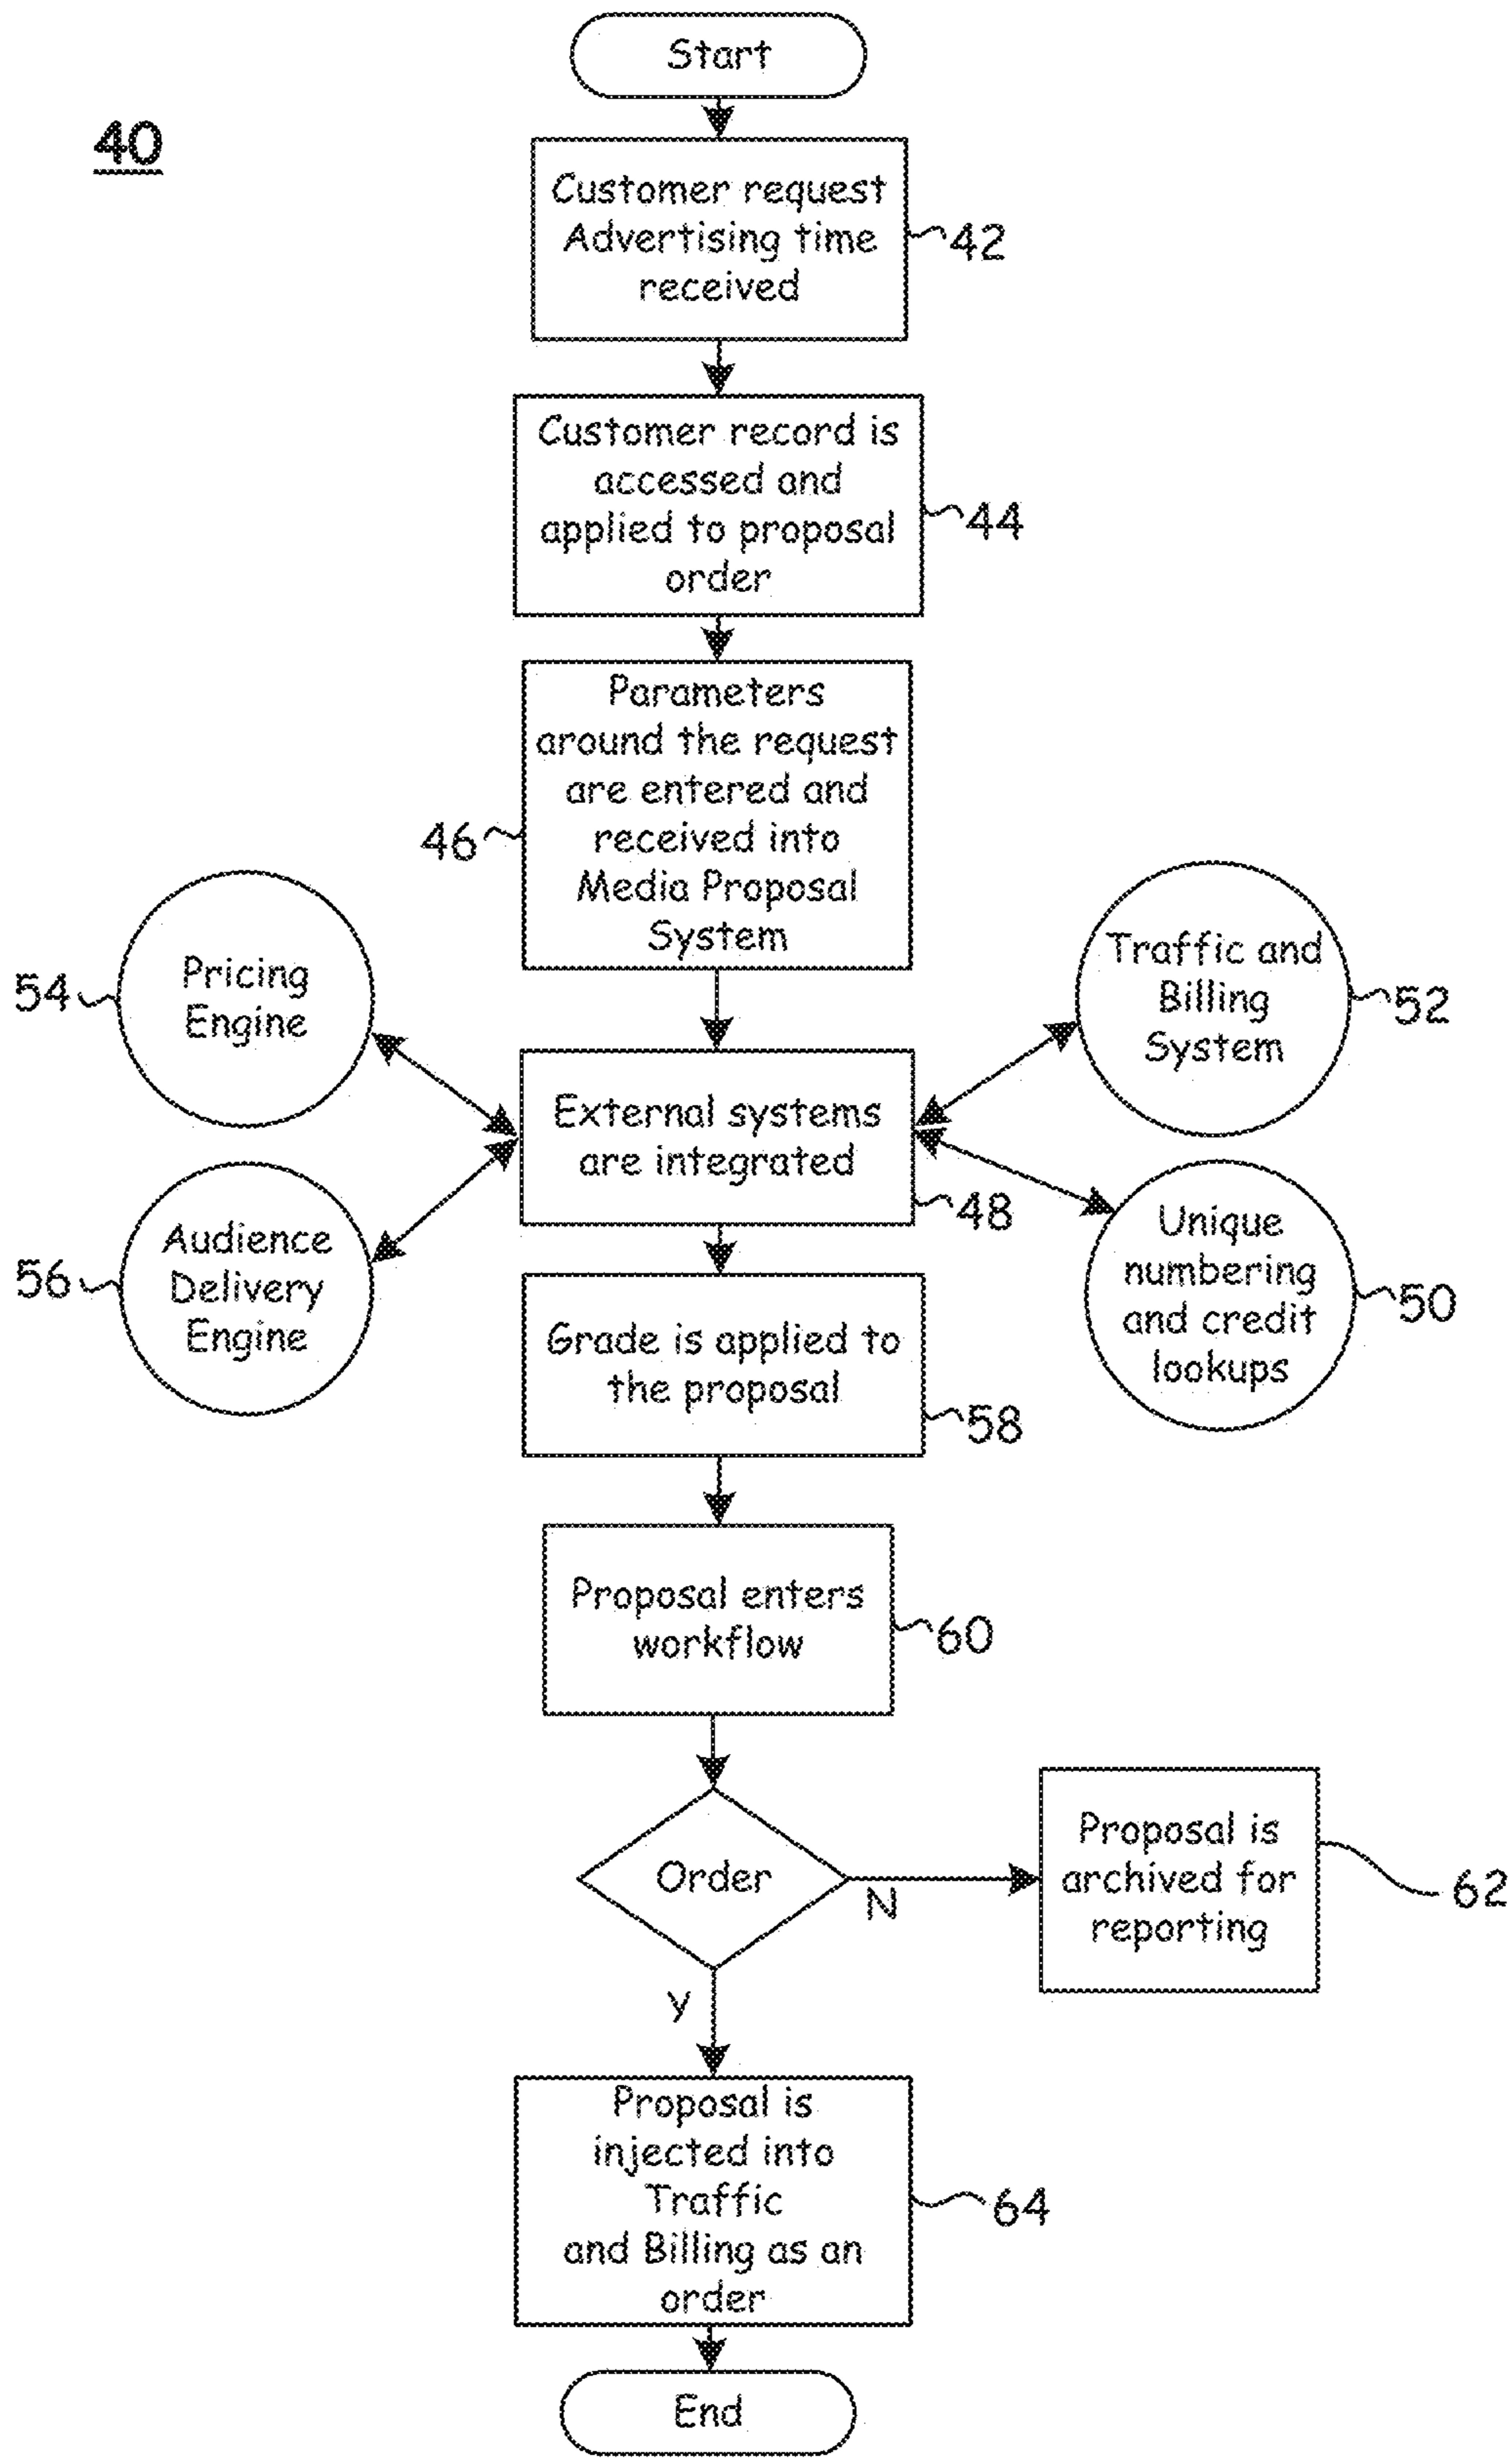 Start
40
Customer request
Advertising time
received
42
Customer record is
accessed and
applied to proposal
order
44
Parameters
around the request
are entered and
received into
Media Proposal
System
46
Pricing
Engine
54
Traffic and
Billing
System
52
External systems
are integrated
48
Audience
Delivery
Engine
56
Unique
numbering
and credit
lookups
50
Grade is applied to
the proposal
58
Proposal enters
workflow
60
Order
N
Proposal is
archived for
reporting
62
Y
Proposal is
injected into
Traffic
and Billing as an
order
64
End